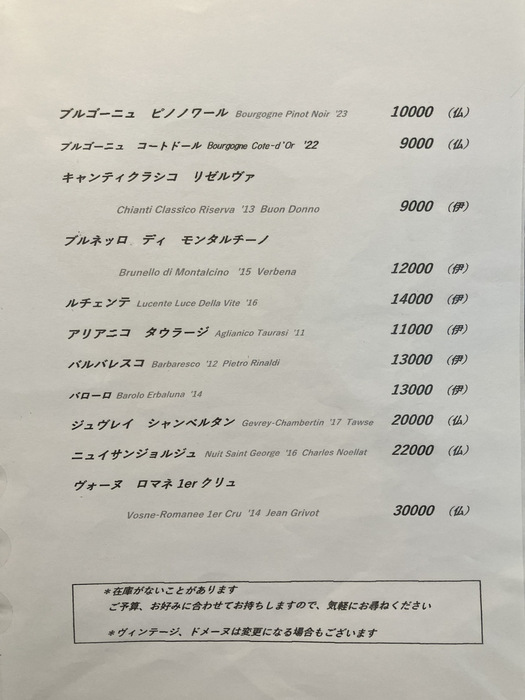 ブルゴーニュ ピノノワール Bourgogne Pinot Noir '23 10000 （仏）
ブルゴーニュ コートドール Bourgogne Cote-d'Or '22 9000 （仏）
キャンティクラシコ リゼルヴァ
Chianti Classico Riserva '13 Buon Donno 9000 （伊）
ブルネッロ ディ モンタルチーノ
Brunello di Montalcino '15 Verbena 12000 （伊）
ルチェンテ Lucente Luce Della Vite '16 14000 （伊）
アリアニコ タウラージ Aglianico Taurasi '11 11000 （伊）
バルバレスコ Barbaresco '12 Pietro Rinaldi 13000 （伊）
バローロ Barolo Erbaluna '14 13000 （伊）
ジュヴレイ シャンベルタン Gevrey-Chambertin '17 Tawse 20000 （仏）
ニュイサンジョルジュ Nuit Saint George '16 Charles Noellat 22000 （仏）
ヴォーヌ ロマネ 1er クリュ
Vosne-Romanee 1er Cru '14 Jean Grivot 30000 （仏）
＊在庫がないことがあります
ご予算、お好みに合わせてお持ちしますので、気軽にお尋ねください
＊ヴィンテージ、ドメーヌは変更になる場合もございます